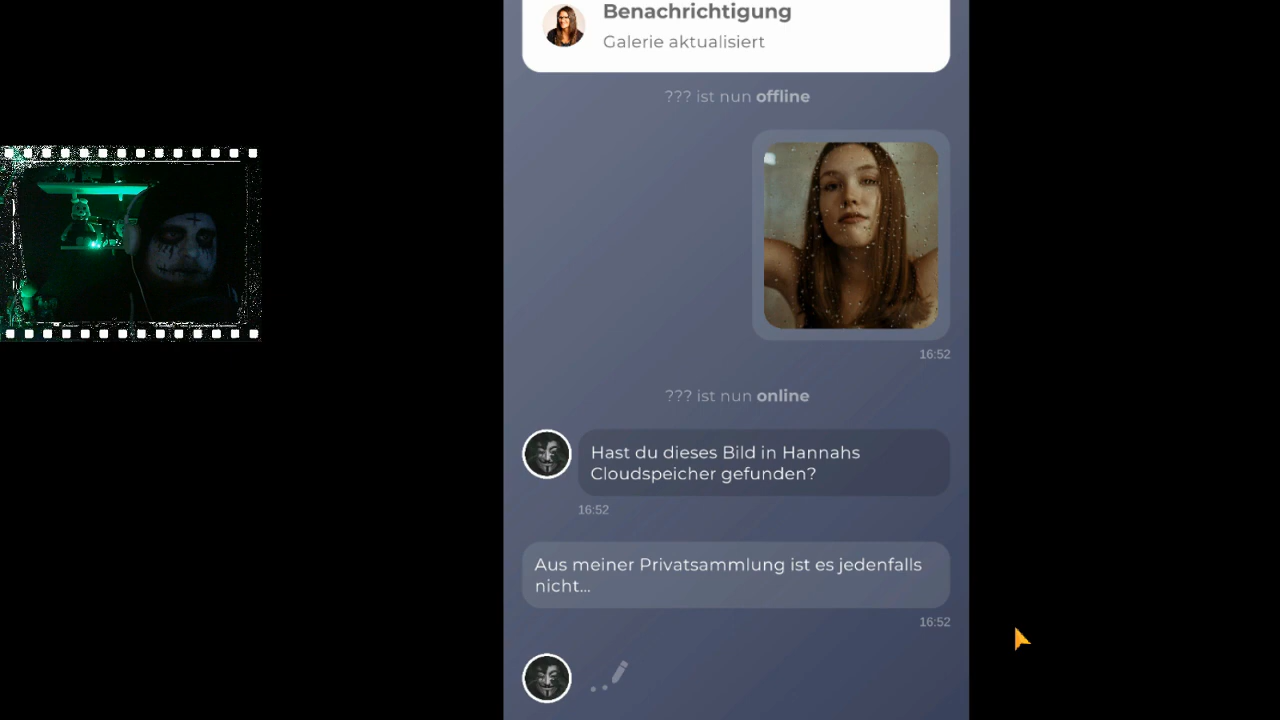 Benachrichtigung
Galerie aktualisiert
??? ist nun offline
16:52
??? ist nun online
Hast du dieses Bild in Hannahs
Cloudspeicher gefunden?
16:52
Aus meiner Privatsammlung ist es jedenfalls
nicht...
16:52